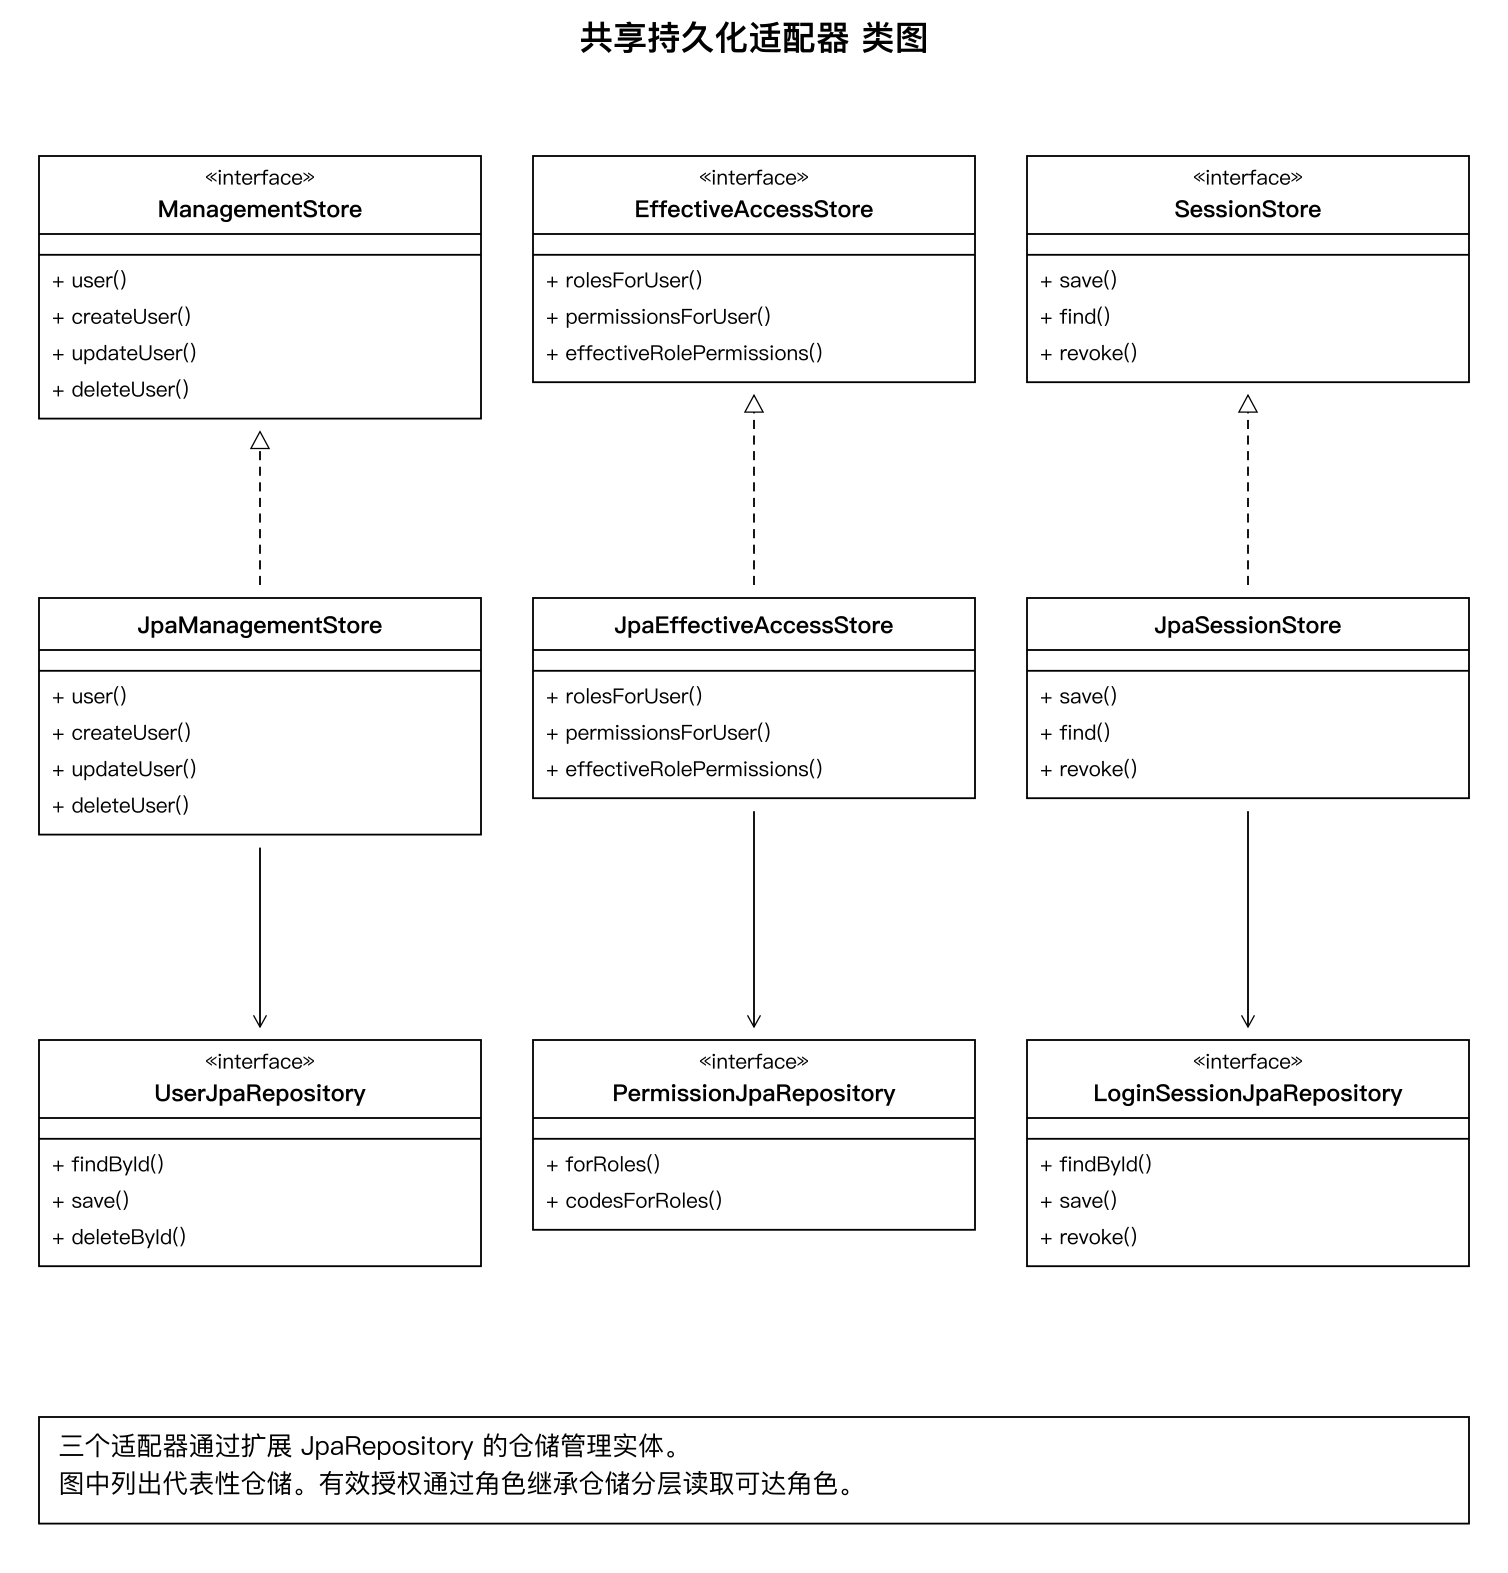 共享持久化适配器 类图
«interface»
ManagementStore
+ user()
+ createUser()
+ updateUser()
+ deleteUser()
«interface»
EffectiveAccessStore
+ rolesForUser()
+ permissionsForUser()
+ effectiveRolePermissions()
«interface»
SessionStore
+ save()
+ find()
+ revoke()
JpaManagementStore
+ user()
+ createUser()
+ updateUser()
+ deleteUser()
JpaEffectiveAccessStore
+ rolesForUser()
+ permissionsForUser()
+ effectiveRolePermissions()
JpaSessionStore
+ save()
+ find()
+ revoke()
«interface»
UserJpaRepository
+ findById()
+ save()
+ deleteById()
«interface»
PermissionJpaRepository
+ forRoles()
+ codesForRoles()
«interface»
LoginSessionJpaRepository
+ findById()
+ save()
+ revoke()
三个适配器通过扩展 JpaRepository 的仓储管理实体。
图中列出代表性仓储。有效授权通过角色继承仓储分层读取可达角色。